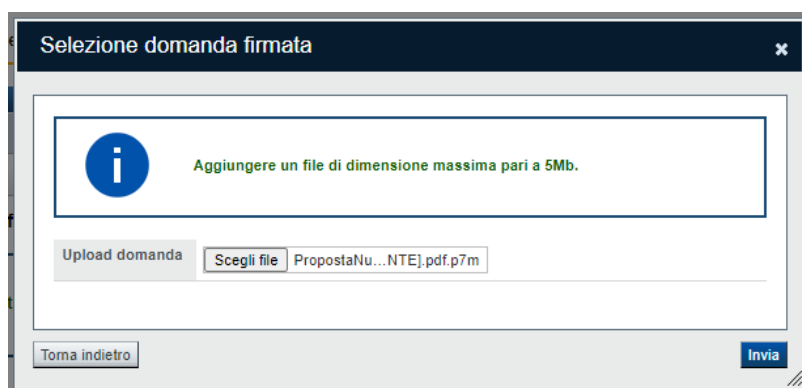 Selezione domanda firmata
Aggiungere un file di dimensione massima pari a 5Mb.
Upload domanda
Scegli file PropostaNu...NTE].pdf.p7m
Torna indietro
Invia